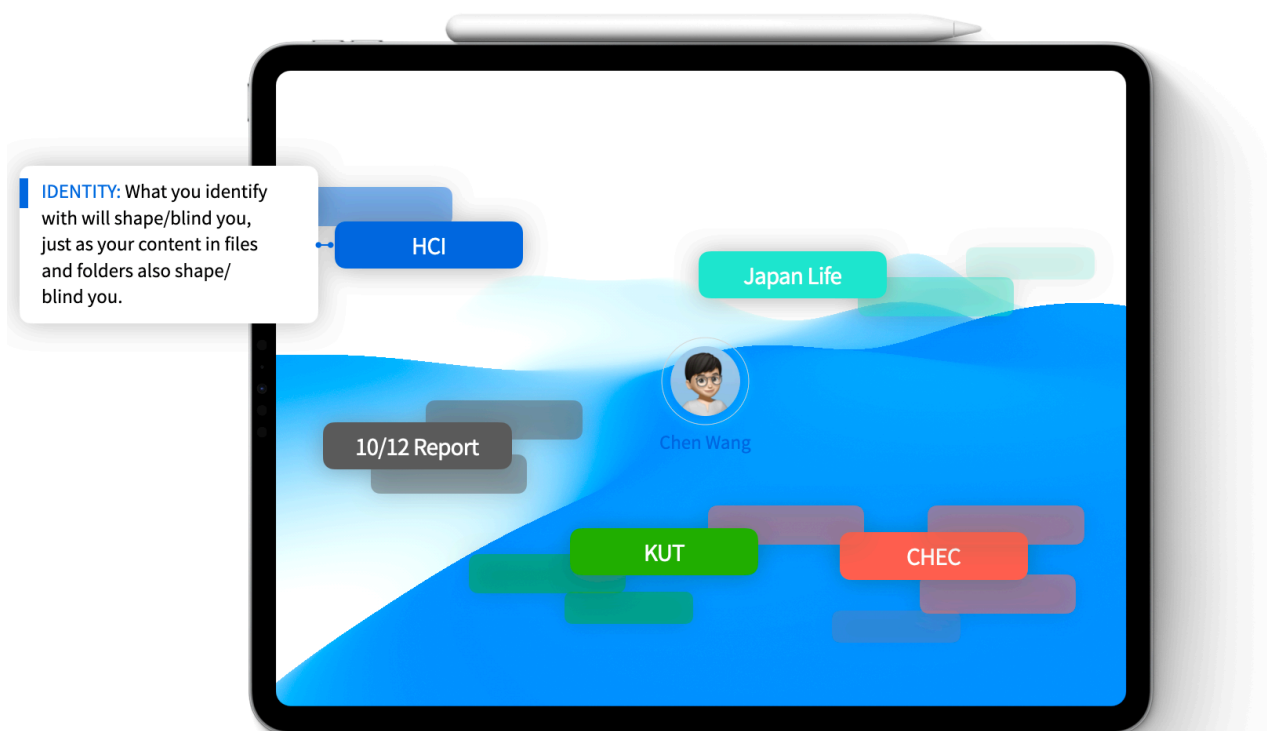 IDENTITY: What you identify
with will shape/blind you,
just as your content in files
and folders also shape/
blind you.
HCI
Japan Life
Chen Wang
10/12 Report
KUT
CHEC